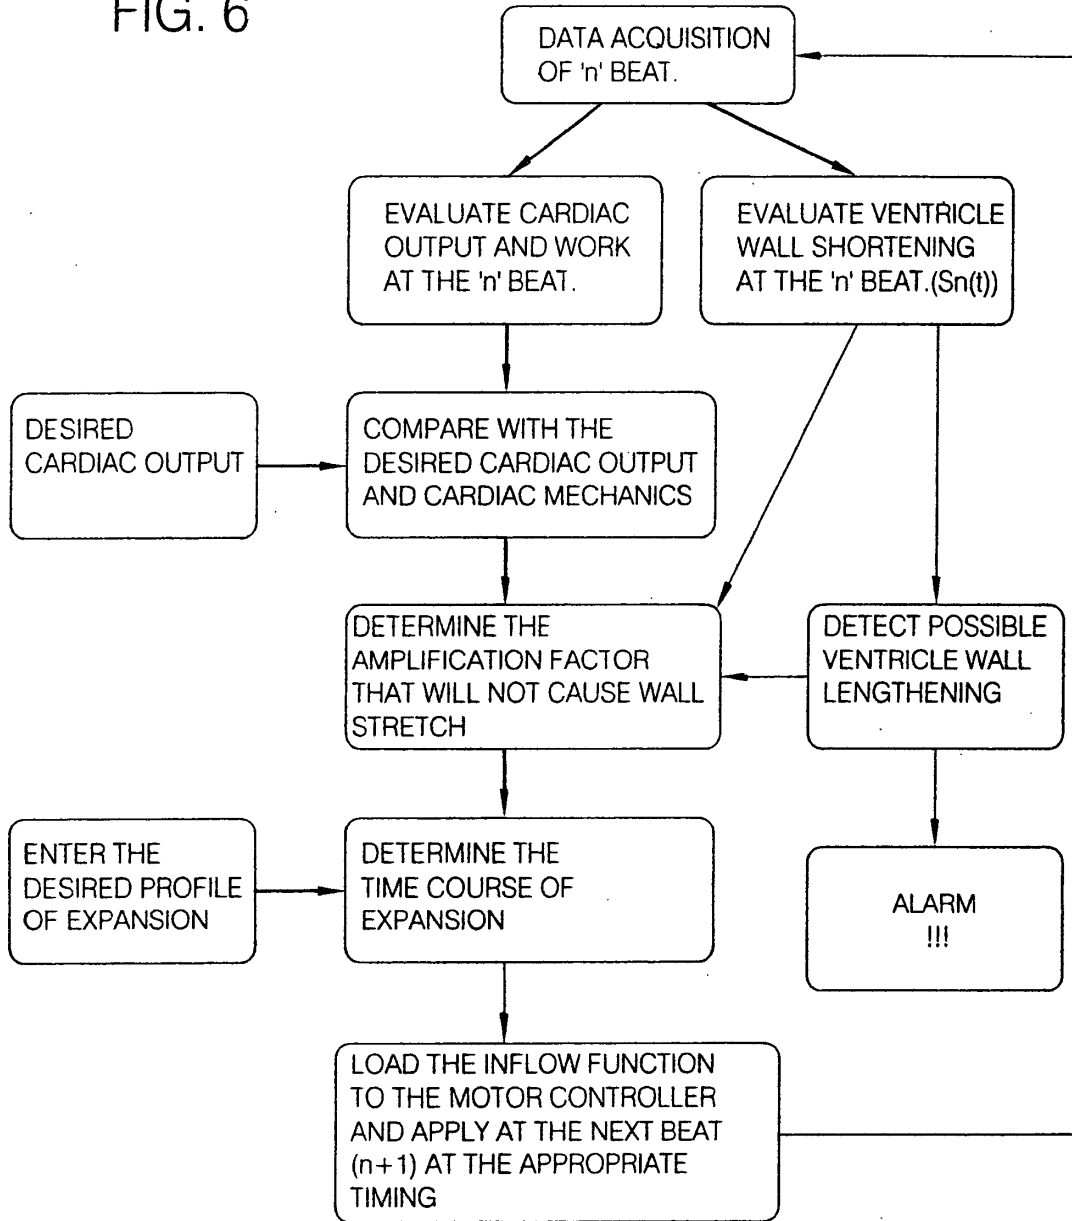 FIG. 6
DATA ACQUISITION
OF 'n' BEAT.
EVALUATE CARDIAC
OUTPUT AND WORK
AT THE 'n' BEAT.
EVALUATE VENTRICLE
WALL SHORTENING
AT THE 'n' BEAT.(Sn(t))
DESIRED
CARDIAC OUTPUT
COMPARE WITH THE
DESIRED CARDIAC OUTPUT
AND CARDIAC MECHANICS
DETERMINE THE
AMPLIFICATION FACTOR
THAT WILL NOT CAUSE WALL
STRETCH
DETECT POSSIBLE
VENTRICLE WALL
LENGTHENING
ENTER THE
DESIRED PROFILE
OF EXPANSION
DETERMINE THE
TIME COURSE OF
EXPANSION
ALARM
!!!
LOAD THE INFLOW FUNCTION
TO THE MOTOR CONTROLLER
AND APPLY AT THE NEXT BEAT
(n+1) AT THE APPROPRIATE
TIMING